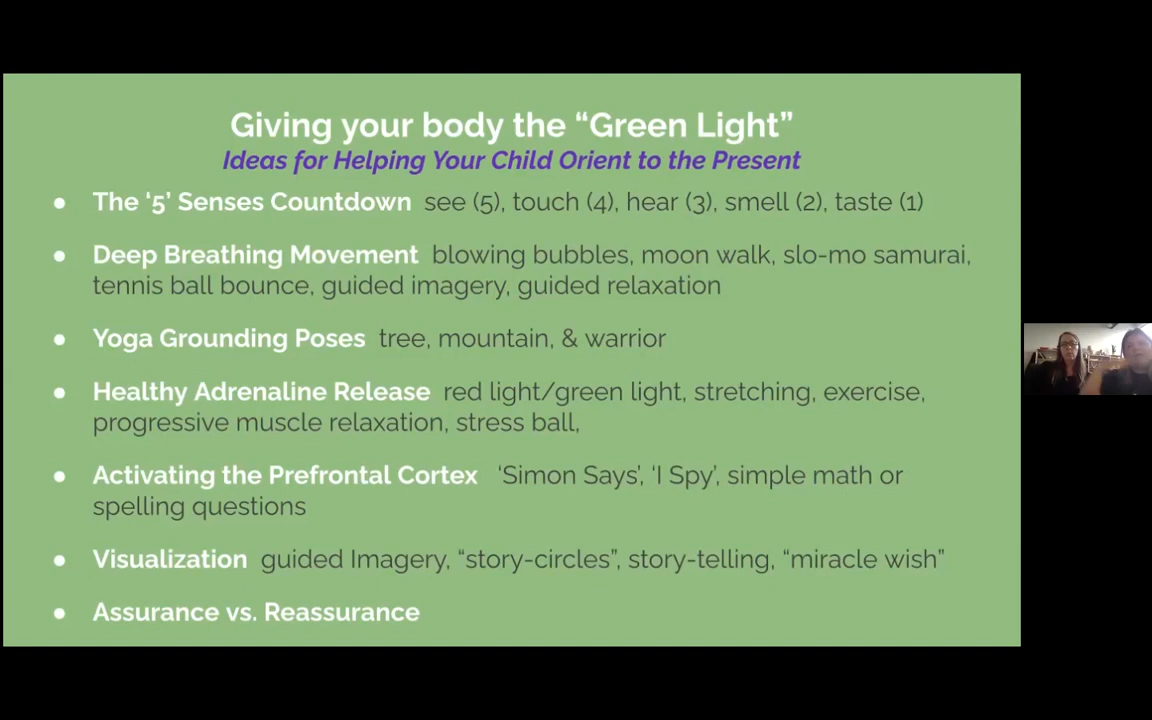 Giving your body the “Green Light”
Ideas for Helping Your Child Orient to the Present
● The ‘5’ Senses Countdown see (5), touch (4), hear (3), smell (2), taste (1)
● Deep Breathing Movement blowing bubbles, moon walk, slo-mo samurai,
tennis ball bounce, guided imagery, guided relaxation
● Yoga Grounding Poses tree, mountain, & warrior
● Healthy Adrenaline Release red light/green light, stretching, exercise,
progressive muscle relaxation, stress ball,
● Activating the Prefrontal Cortex ‘Simon Says’, ‘I Spy’, simple math or
spelling questions
● Visualization guided Imagery, “story-circles”, story-telling, “miracle wish”
● Assurance vs. Reassurance